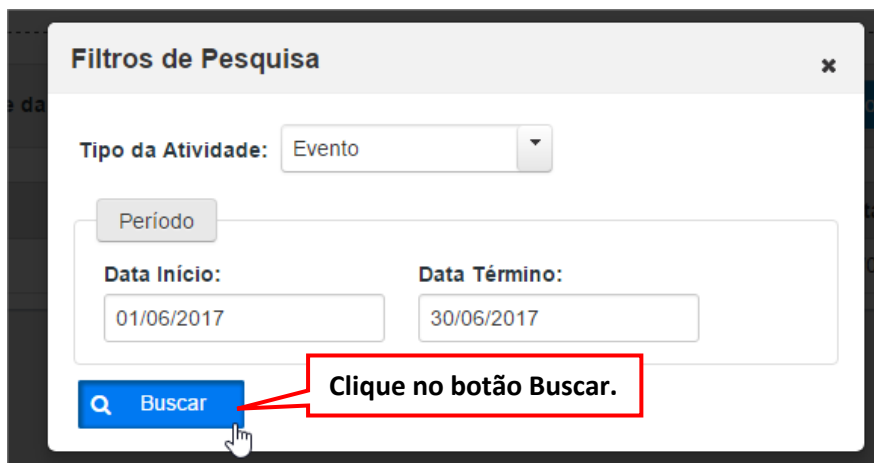 Filtros de Pesquisa
e da
Tipo da Atividade: Evento
Período
Data Início: Data Término:
01/06/2017 30/06/2017
Clique no botão Buscar.
Buscar